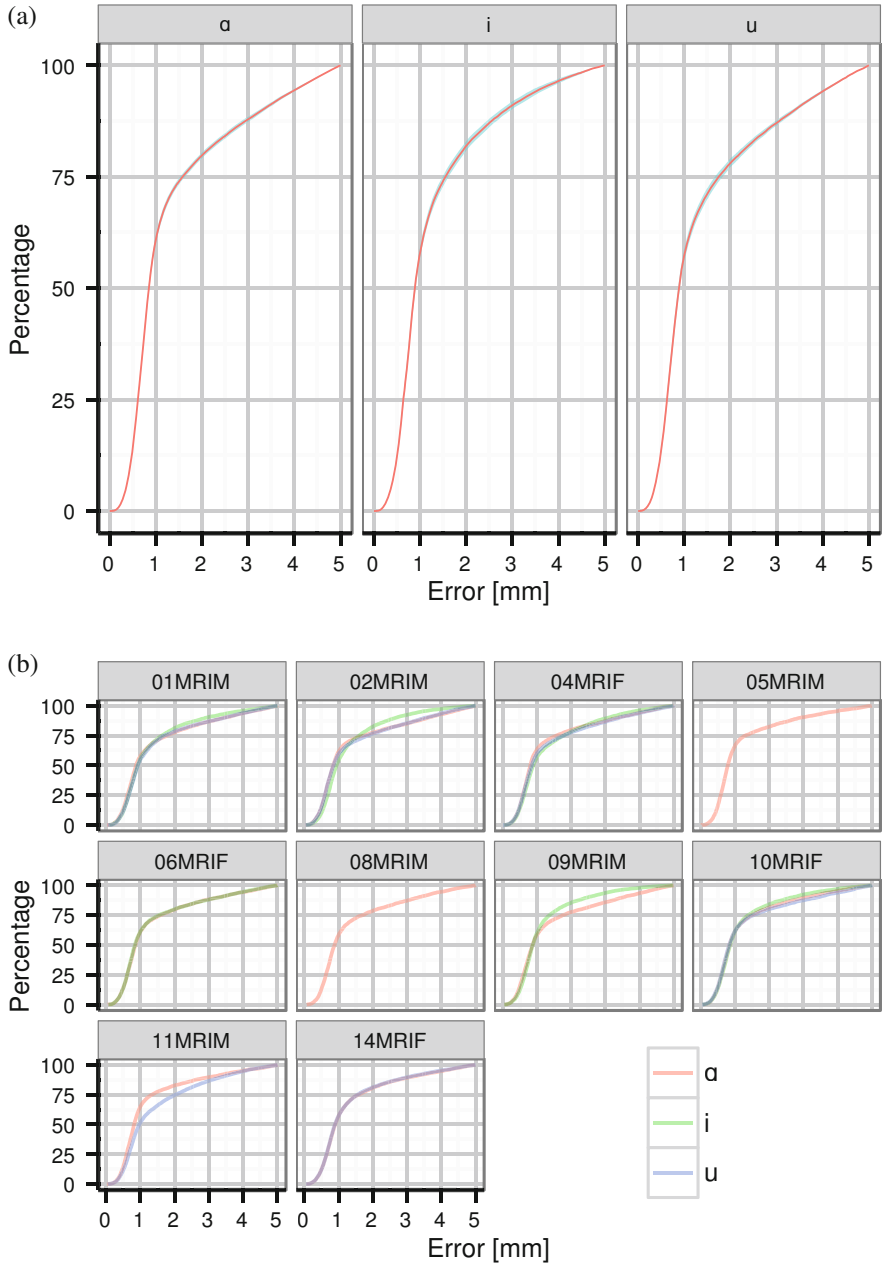 (a)
ɑ i u
100
75
50
25
0
Percentage
0 1 2 3 4 5 0 1 2 3 4 5 0 1 2 3 4 5
Error [mm]
(b)
01MRIM 02MRIM 04MRIF 05MRIM
100
75
50
25
0
06MRIF 08MRIM 09MRIM 10MRIF
100
75
50
25
0
Percentage
11MRIM 14MRIF
100
75
50
25
0
0 1 2 3 4 5 0 1 2 3 4 5
Error [mm]
ɑ
i
u